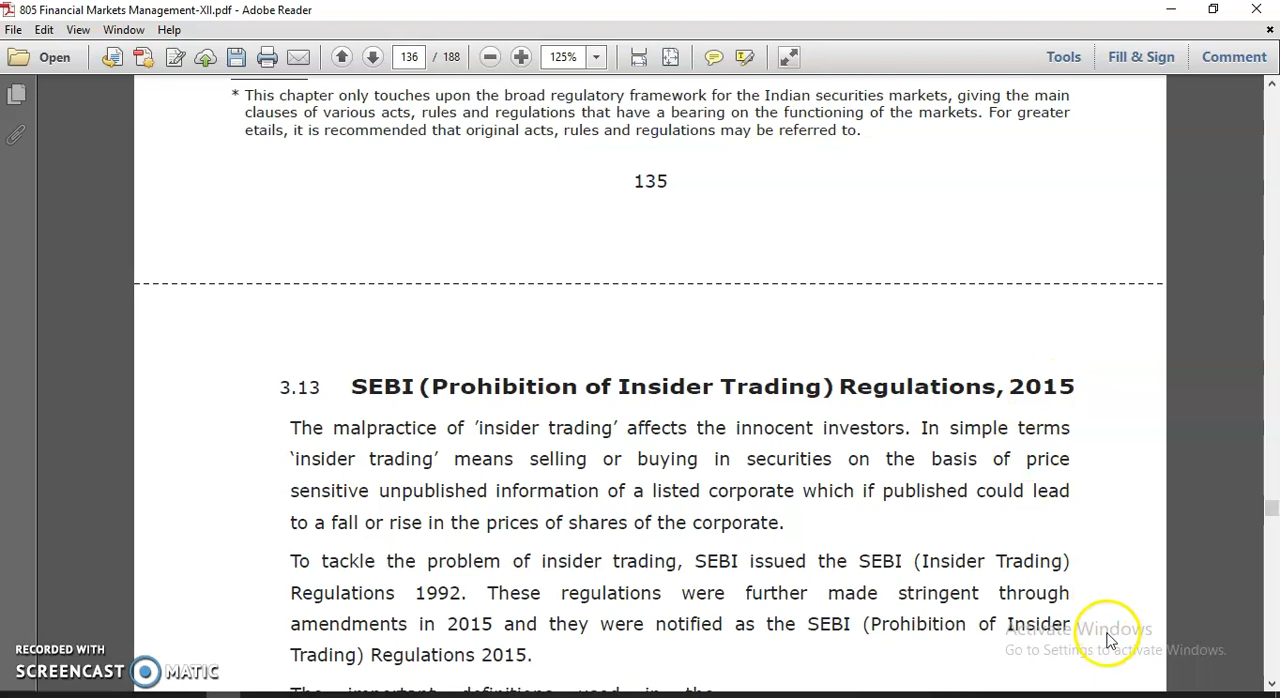 805 Financial Markets Management-XII.pdf - Adobe Reader
File Edit View Window Help
Open 136 / 188 125% Tools Fill & Sign Comment
* This chapter only touches upon the broad regulatory framework for the Indian securities markets, giving the main
clauses of various acts, rules and regulations that have a bearing on the functioning of the markets. For greater
etails, it is recommended that original acts, rules and regulations may be referred to.
135
3.13 SEBI (Prohibition of Insider Trading) Regulations, 2015
The malpractice of ’insider trading’ affects the innocent investors. In simple terms
‘insider trading’ means selling or buying in securities on the basis of price
sensitive unpublished information of a listed corporate which if published could lead
to a fall or rise in the prices of shares of the corporate.
To tackle the problem of insider trading, SEBI issued the SEBI (Insider Trading)
Regulations 1992. These regulations were further made stringent through
amendments in 2015 and they were notified as the SEBI (Prohibition of Insider
Trading) Regulations 2015.
The important definitions used in the
Activate Windows
Go to Settings to activate Windows.
RECORDED WITH
SCREENCAST MATIC